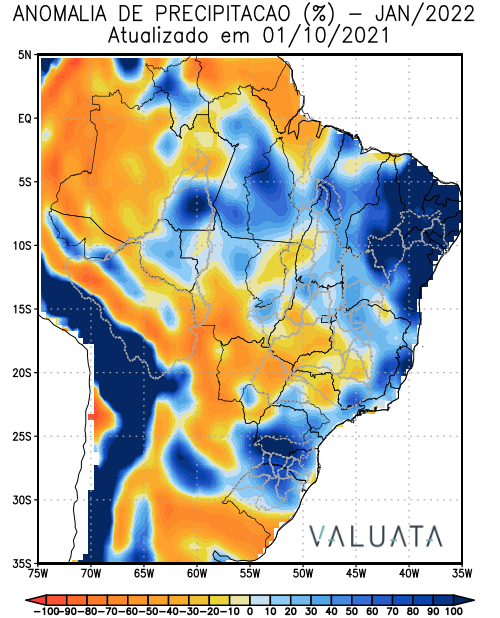 ANOMALIA DE PRECIPITACAO (%) – JAN/2022
Atualizado em 01/10/2021
5N
EQ
5S
10S
15S
20S
25S
30S
35S
75W 70W 65W 60W 55W 50W 45W 40W 35W
VALUATA
-100 -90 -80 -70 -60 -50 -40 -30 -20 -10 0 10 20 30 40 50 60 70 80 90 100